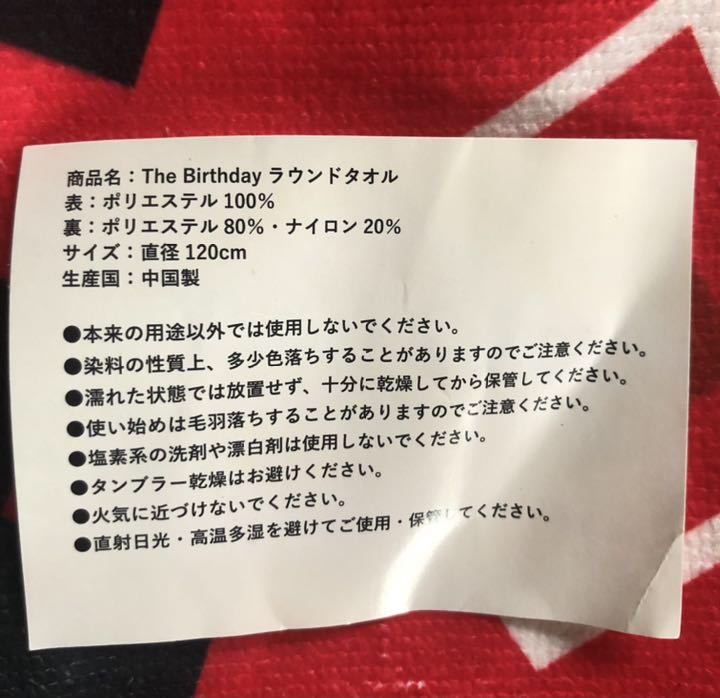 商品名：The Birthday ラウンドタオル
表：ポリエステル 100%
裏：ポリエステル 80%・ナイロン 20%
サイズ：直径 120cm
生産国：中国製
●本来の用途以外では使用しないでください。
●染料の性質上、多少色落ちすることがありますのでご注意ください。
●濡れた状態では放置せず、十分に乾燥してから保管してください。
●使い始めは毛羽落ちすることがありますのでご注意ください。
●塩素系の洗剤や漂白剤は使用しないでください。
●タンブラー乾燥はお避けください。
●火気に近づけないでください。
●直射日光・高温多湿を避けてご使用・保管してください。